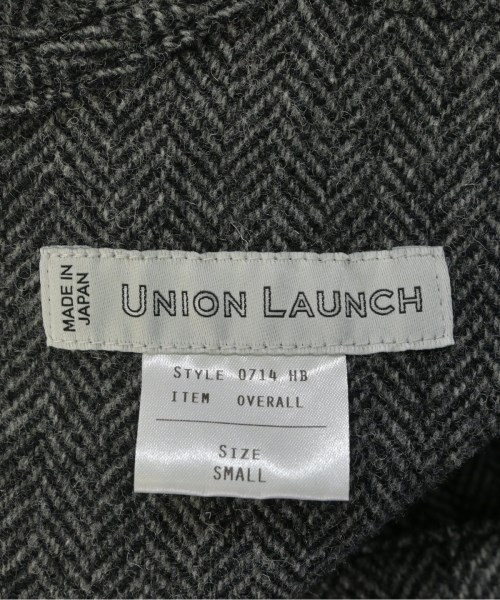 MADE IN
JAPAN
UNION LAUNCH
STYLE 0714 HB
ITEM OVERALL
SIZE
SMALL